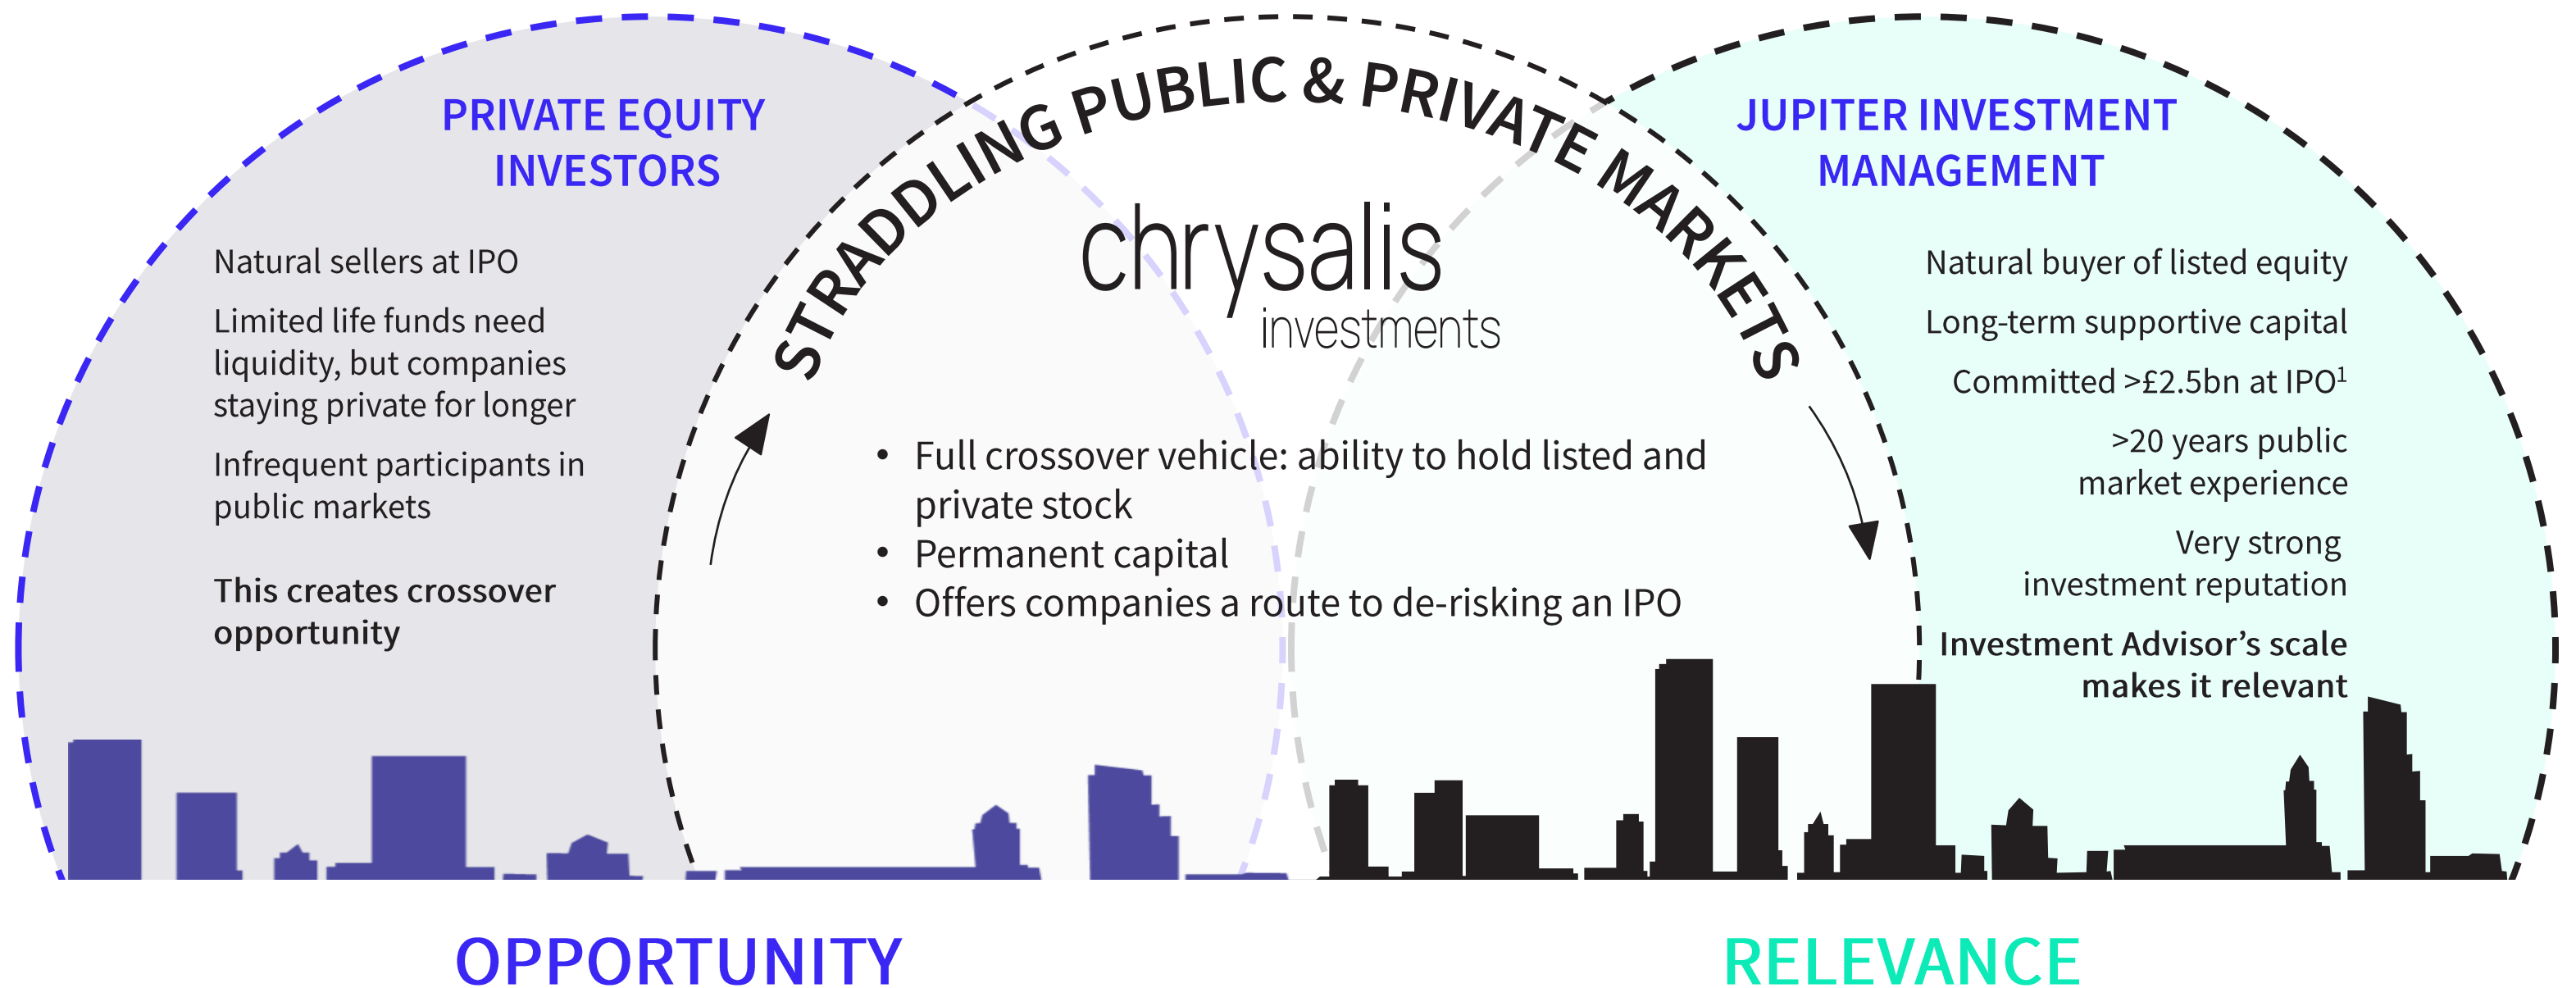 PRIVATE EQUITY
INVESTORS
Natural sellers at IPO
Limited life funds need
liquidity, but companies
staying private for longer
Infrequent participants in
public markets
This creates crossover
opportunity
STRADDLING PUBLIC & PRIVATE MARKETS
chrysalis
investments
• Full crossover vehicle: ability to hold listed and
private stock
• Permanent capital
• Offers companies a route to de-risking an IPO
JUPITER INVESTMENT
MANAGEMENT
Natural buyer of listed equity
Long-term supportive capital
Committed >£2.5bn at IPO¹
>20 years public
market experience
Very strong
investment reputation
Investment Advisor’s scale
makes it relevant
OPPORTUNITY
RELEVANCE